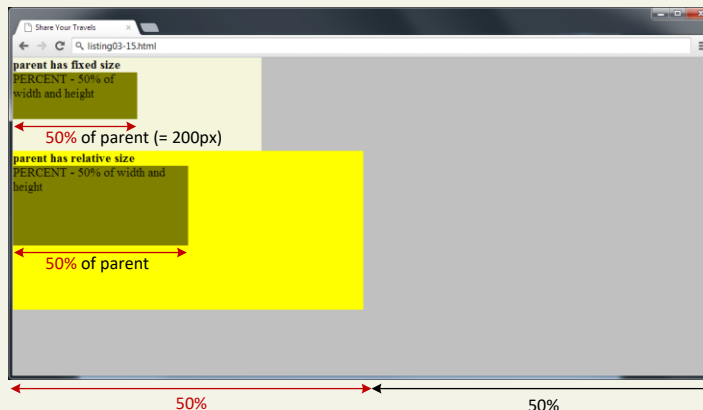 Share Your Travels
listing03-15.html
parent has fixed size
PERCENT - 50% of
width and height
50% of parent (= 200px)
parent has relative size
PERCENT - 50% of width and
height
50% of parent
50%
50%